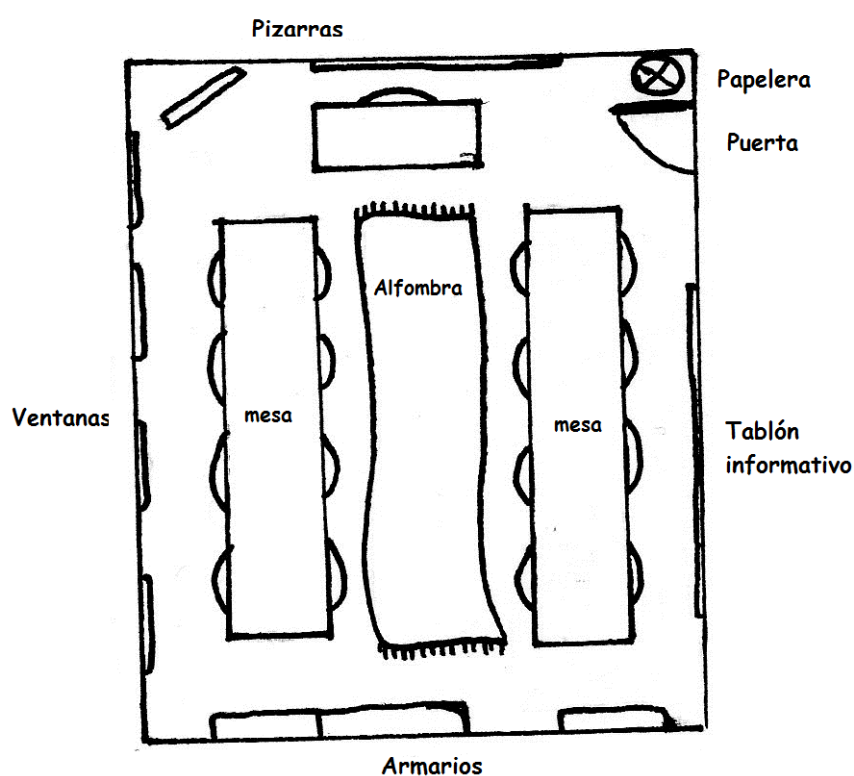 Pizarras
Papelera
Puerta
Alfombra
Ventanas
mesa
mesa
Tablón
informativo
Armarios